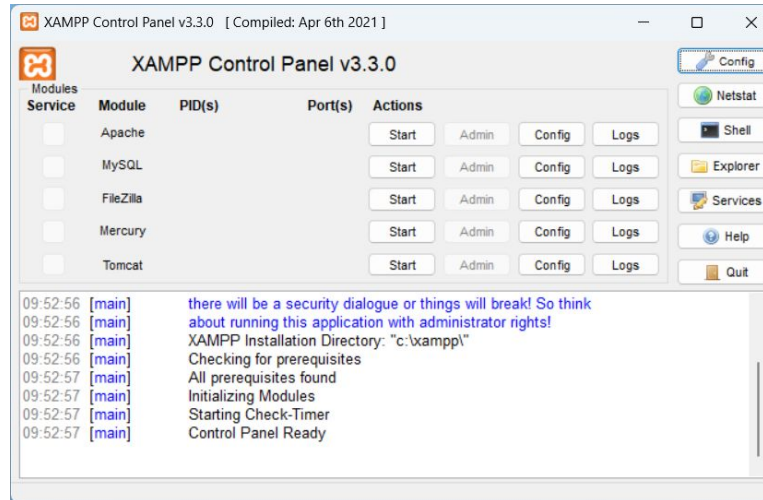 XAMPP Control Panel v3.3.0 [ Compiled: Apr 6th 2021 ]
XAMPP Control Panel v3.3.0
Config
Modules
Netstat
Service Module PID(s) Port(s) Actions
Apache Start Admin Config Logs
Shell
MySQL Start Admin Config Logs
Explorer
FileZilla Start Admin Config Logs
Services
Mercury Start Admin Config Logs
Help
Tomcat Start Admin Config Logs
Quit
09:52:56 [main] there will be a security dialogue or things will break! So think
09:52:56 [main] about running this application with administrator rights!
09:52:56 [main] XAMPP Installation Directory: "c:\xampp\"
09:52:56 [main] Checking for prerequisites
09:52:57 [main] All prerequisites found
09:52:57 [main] Initializing Modules
09:52:57 [main] Starting Check-Timer
09:52:57 [main] Control Panel Ready